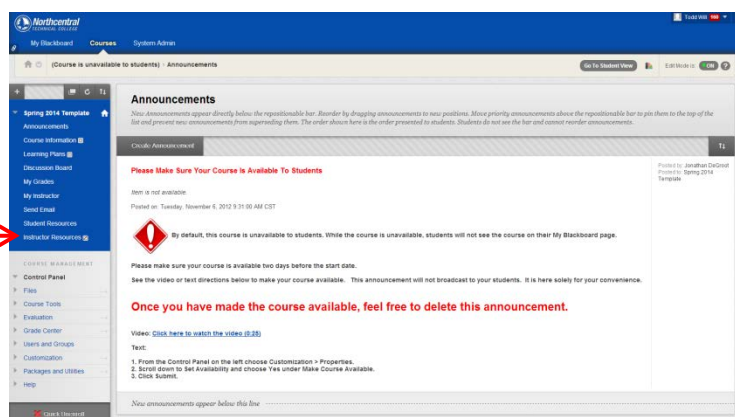 Northcentral
TECHNICAL COLLEGE
Todd Will
My Blackboard Courses System Admin
(Course is unavailable to students) Announcements
Go To Student View
Edit Mode is: ON ?
Spring 2014 Template
Announcements
Course Information
Learning Plans
Discussion Board
My Grades
My Instructor
Send Email
Student Resources
Instructor Resources
COURSE MANAGEMENT
Control Panel
Files
Course Tools
Evaluation
Grade Center
Users and Groups
Customization
Packages and Utilities
Help
Quick Unenroll
Announcements
New Announcements appear directly below the repositionable bar. Reorder by dragging announcements to new positions. Move priority announcements above the repositionable bar to pin them to the top of the
list and prevent new announcements from superseding them. The order shown here is the order presented to students. Students do not see the bar and cannot reorder announcements.
Create Announcement
Please Make Sure Your Course Is Available To Students
Item is not available.
Posted on: Tuesday, November 6, 2012 9:31:00 AM CST
By default, this course is unavailable to students. While the course is unavailable, students will not see the course on their My Blackboard page.
Please make sure your course is available two days before the start date.
See the video or text directions below to make your course available. This announcement will not broadcast to your students. It is here solely for your convenience.
Once you have made the course available, feel free to delete this announcement.
Video: Click here to watch the video (0:25)
Text:
1. From the Control Panel on the left choose Customization > Properties.
2. Scroll down to Set Availability and choose Yes under Make Course Available.
3. Click Submit.
New announcements appear below this line
Posted by: Jonathan DeGroot
Posted to: Spring 2014
Template